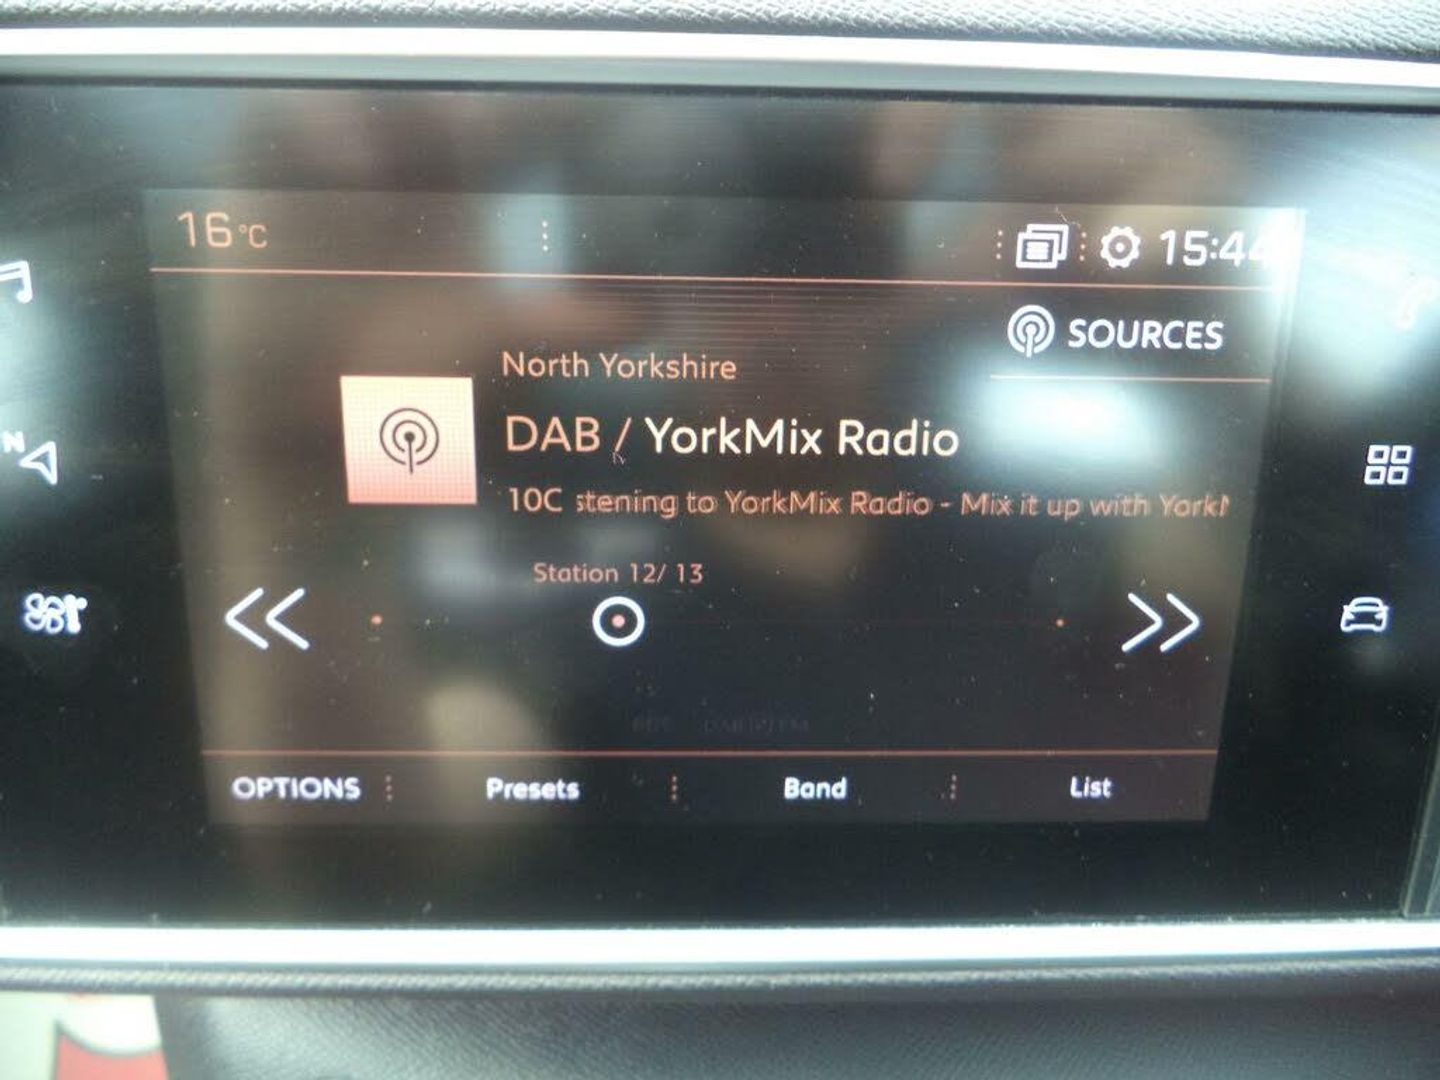 16°C
15:44
SOURCES
North Yorkshire
DAB / YorkMix Radio
10C stening to YorkMix Radio - Mix it up with York
Station 12/ 13
N
OPTIONS
Presets
Band
List